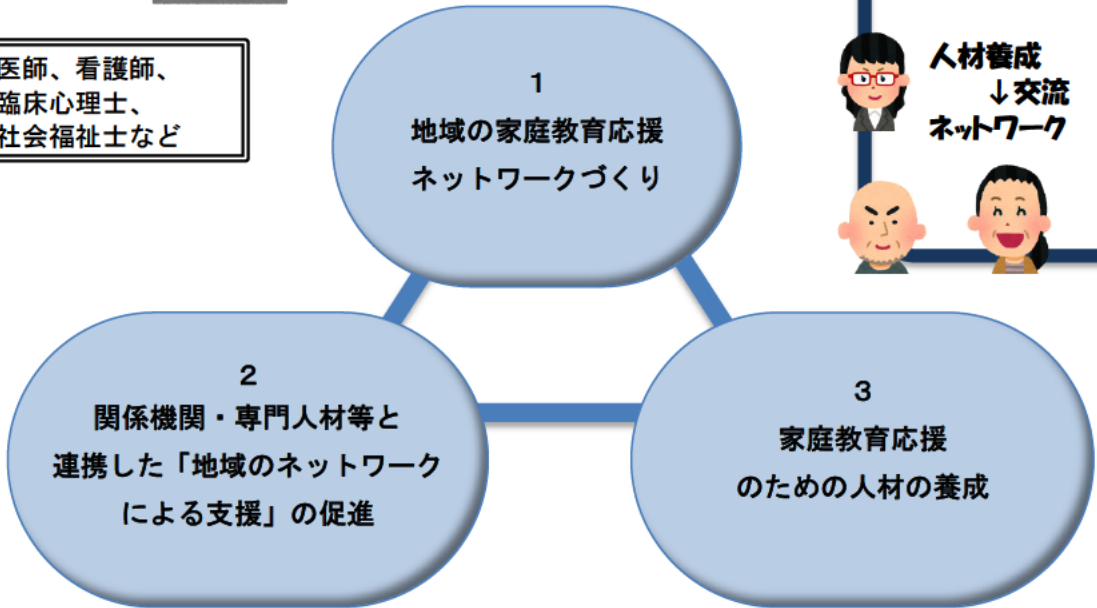 医師、看護師、
臨床心理士、
社会福祉士など
人材養成
↓交流
ネットワーク
1
地域の家庭教育応援
ネットワークづくり
2
関係機関・専門人材等と
連携した「地域のネットワーク
による支援」の促進
3
家庭教育応援
のための人材の養成